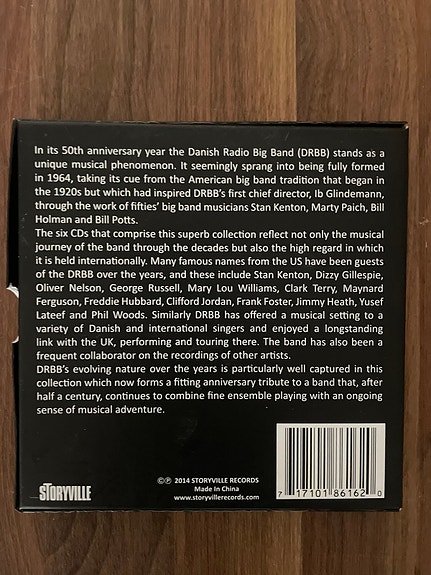 In its 50th anniversary year the Danish Radio Big Band (DRBB) stands as a
unique musical phenomenon. It seemingly sprang into being fully formed
in 1964, taking its cue from the American big band tradition that began in
the 1920s but which had inspired DRBB's first chief director, Ib Glindemann,
through the work of fifties' big band musicians Stan Kenton, Marty Paich, Bill
Holman and Bill Potts.
The six CDs that comprise this superb collection reflect not only the musical
journey of the band through the decades but also the high regard in which
it is held internationally. Many famous names from the US have been guests
of the DRBB over the years, and these include Stan Kenton, Dizzy Gillespie,
Oliver Nelson, George Russell, Mary Lou Williams, Clark Terry, Maynard
Ferguson, Freddie Hubbard, Clifford Jordan, Frank Foster, Jimmy Heath, Yusef
Lateef and Phil Woods. Similarly DRBB has offered a musical setting to a
variety of Danish and international singers and enjoyed a longstanding
link with the UK, performing and touring there. The band has also been a
frequent collaborator on the recordings of other artists.
DRBB's evolving nature over the years is particularly well captured in this
collection which now forms a fitting anniversary tribute to a band that, after
half a century, continues to combine fine ensemble playing with an ongoing
sense of musical adventure.
STORYVILLE
©℗ 2014 STORYVILLE RECORDS
Made In China
www.storyvillerecords.com
7 17101 86162 0